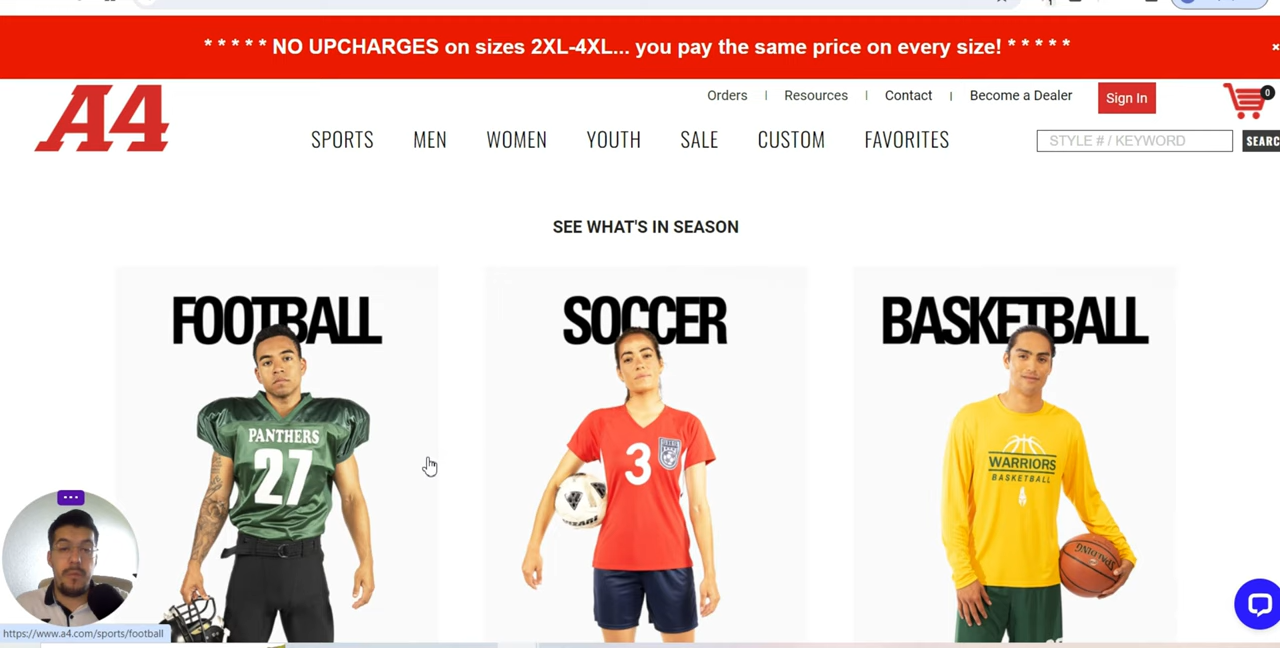 * * * * * NO UPCHARGES on sizes 2XL-4XL... you pay the same price on every size! * * * * *
×
A4
Orders | Resources | Contact | Become a Dealer Sign In 0
SPORTS MEN WOMEN YOUTH SALE CUSTOM FAVORITES
STYLE # / KEYWORD SEARC
SEE WHAT'S IN SEASON
FOOTBALL SOCCER BASKETBALL
PANTHERS
27
3
WARRIORS
BASKETBALL
SPALDING
https://www.a4.com/sports/football